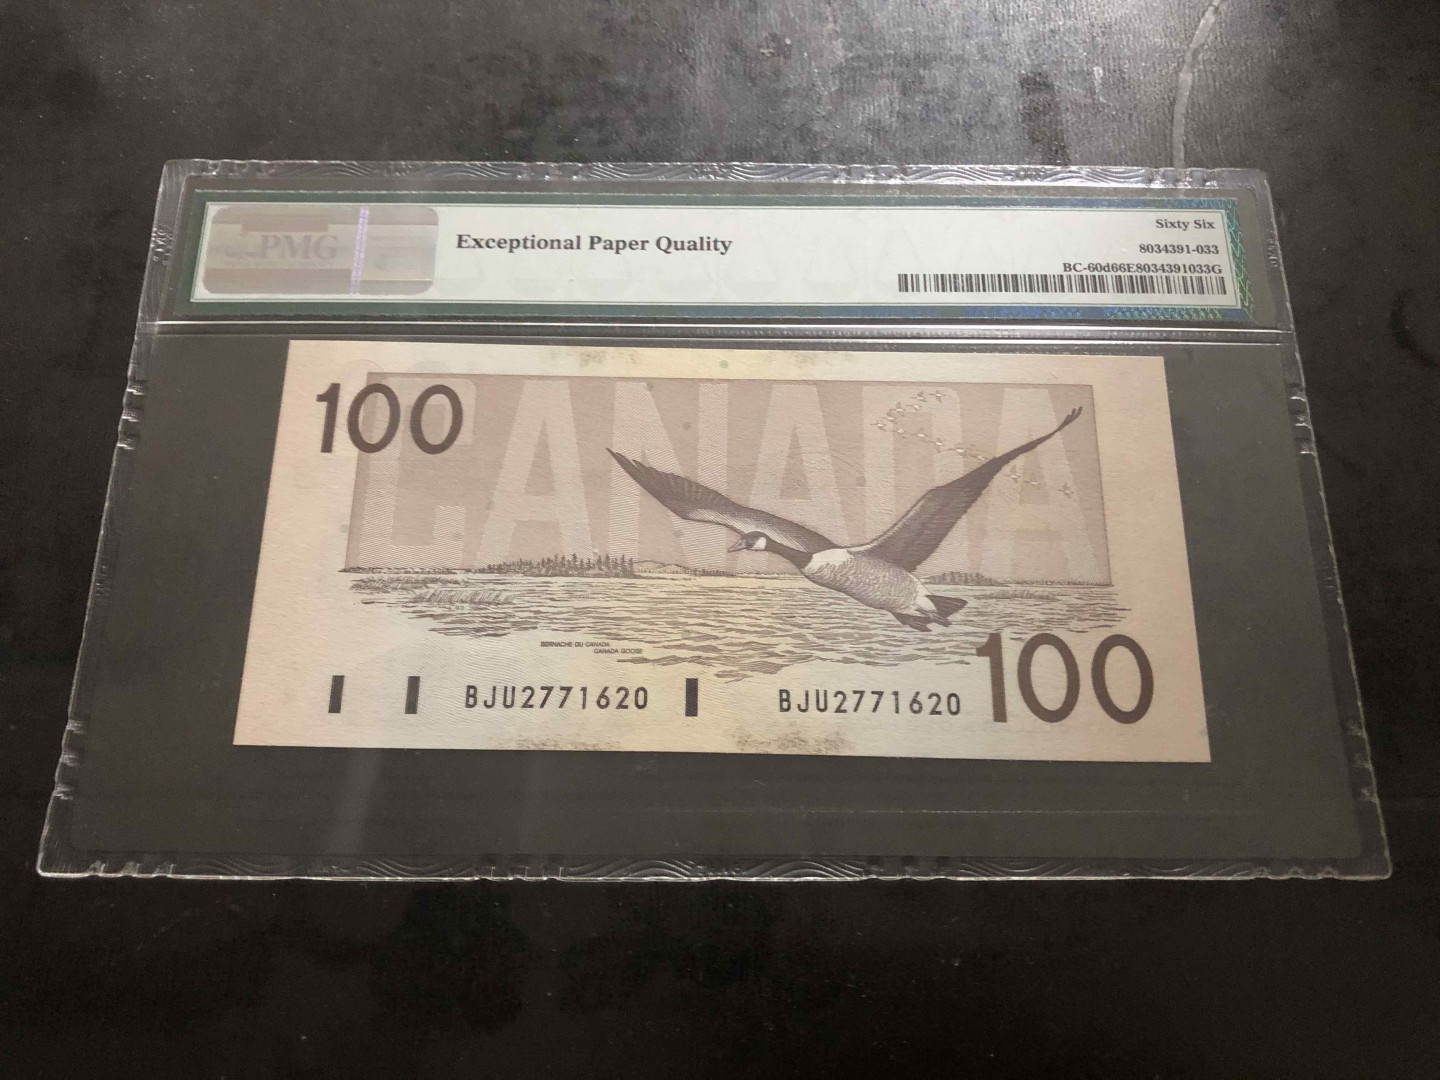 PMG
Exceptional Paper Quality
Sixty Six
8034391-033
BC-60d66E8034391033G
100
CANADA
BERNACHE DU CANADA
CANADA GOOSE
BJU2771620
BJU2771620
100